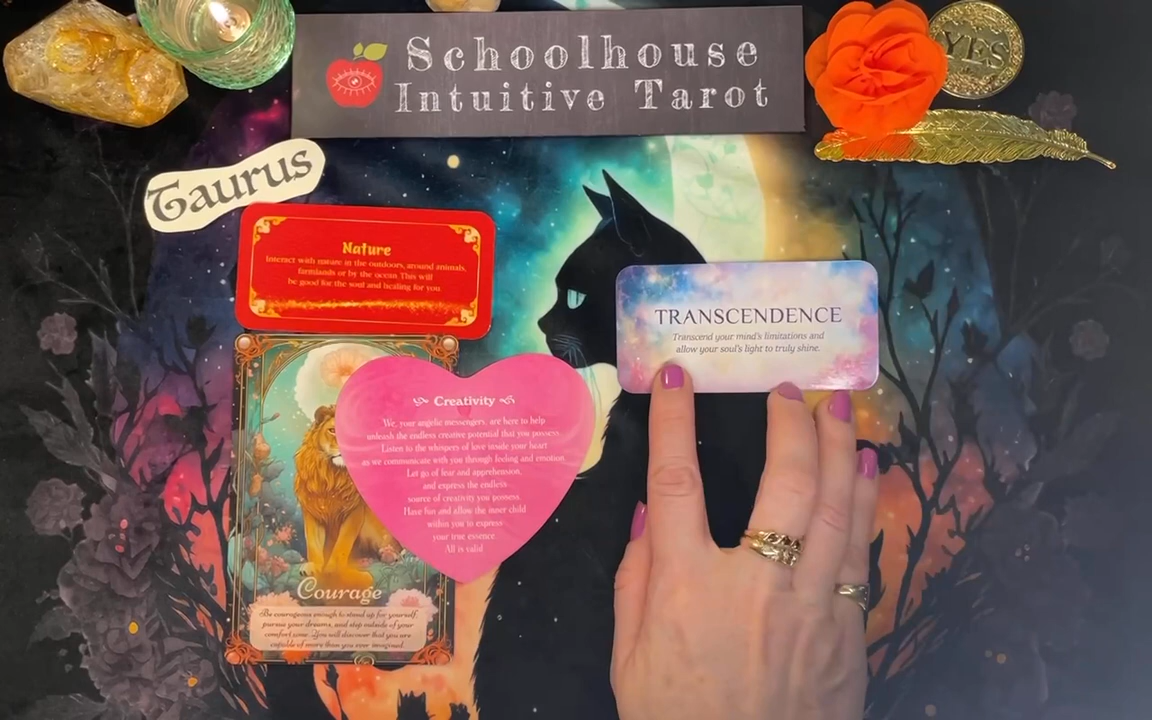 Schoolhouse
Intuitive Tarot
YES
Taurus
Nature
Interact with nature in the outdoors, around animals,
farmlands or by the ocean. This will
be good for the soul and healing for you.
TRANSCENDENCE
Transcend your mind's limitations and
allow your soul's light to truly shine.
Creativity
We, your angelic messengers, are here to help
unleash the endless creative potential that you possess.
Listen to the whispers of love inside your heart
as we communicate with you through feeling and emotion.
Let go of fear and apprehension,
and express the endless
source of creativity you possess.
Have fun and allow the inner child
within you to express
your true essence.
All is valid
Courage
Be courageous enough to stand up for yourself,
pursue your dreams, and step outside of your
comfort zone. You will discover that you are
capable of more than you ever imagined.